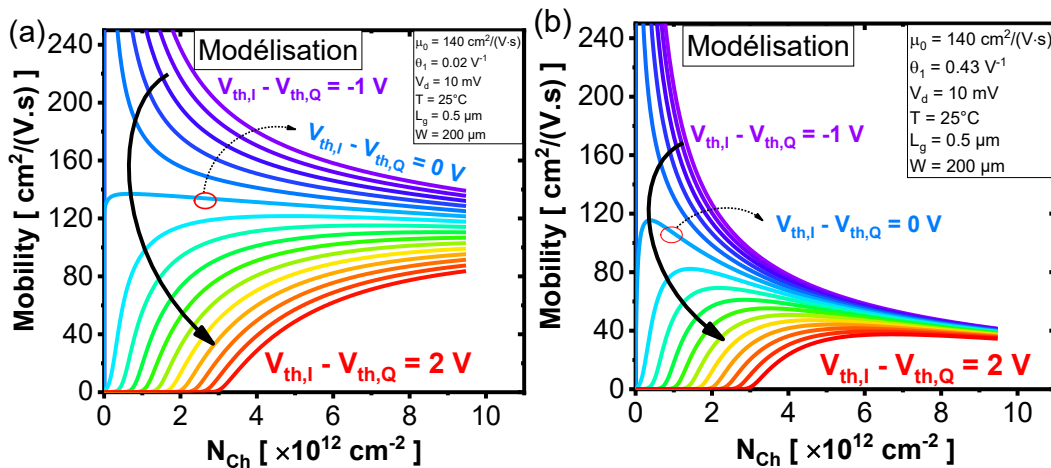 (a)
Modélisation
μ0 = 140 cm²/(V·s)
θ1 = 0.02 V⁻¹
Vd = 10 mV
T = 25°C
Lg = 0.5 μm
W = 200 μm
Vth,I - Vth,Q = -1 V
Vth,I - Vth,Q = 0 V
Vth,I - Vth,Q = 2 V
Mobility [ cm²/(V.s) ]
240
200
160
120
80
40
0
0 2 4 6 8 10
NCh [ ×10¹² cm⁻² ]
(b)
Modélisation
μ0 = 140 cm²/(V·s)
θ1 = 0.43 V⁻¹
Vd = 10 mV
T = 25°C
Lg = 0.5 μm
W = 200 μm
Vth,I - Vth,Q = -1 V
Vth,I - Vth,Q = 0 V
Vth,I - Vth,Q = 2 V
Mobility [ cm²/(V.s) ]
240
200
160
120
80
40
0
0 2 4 6 8 10
NCh [ ×10¹² cm⁻² ]